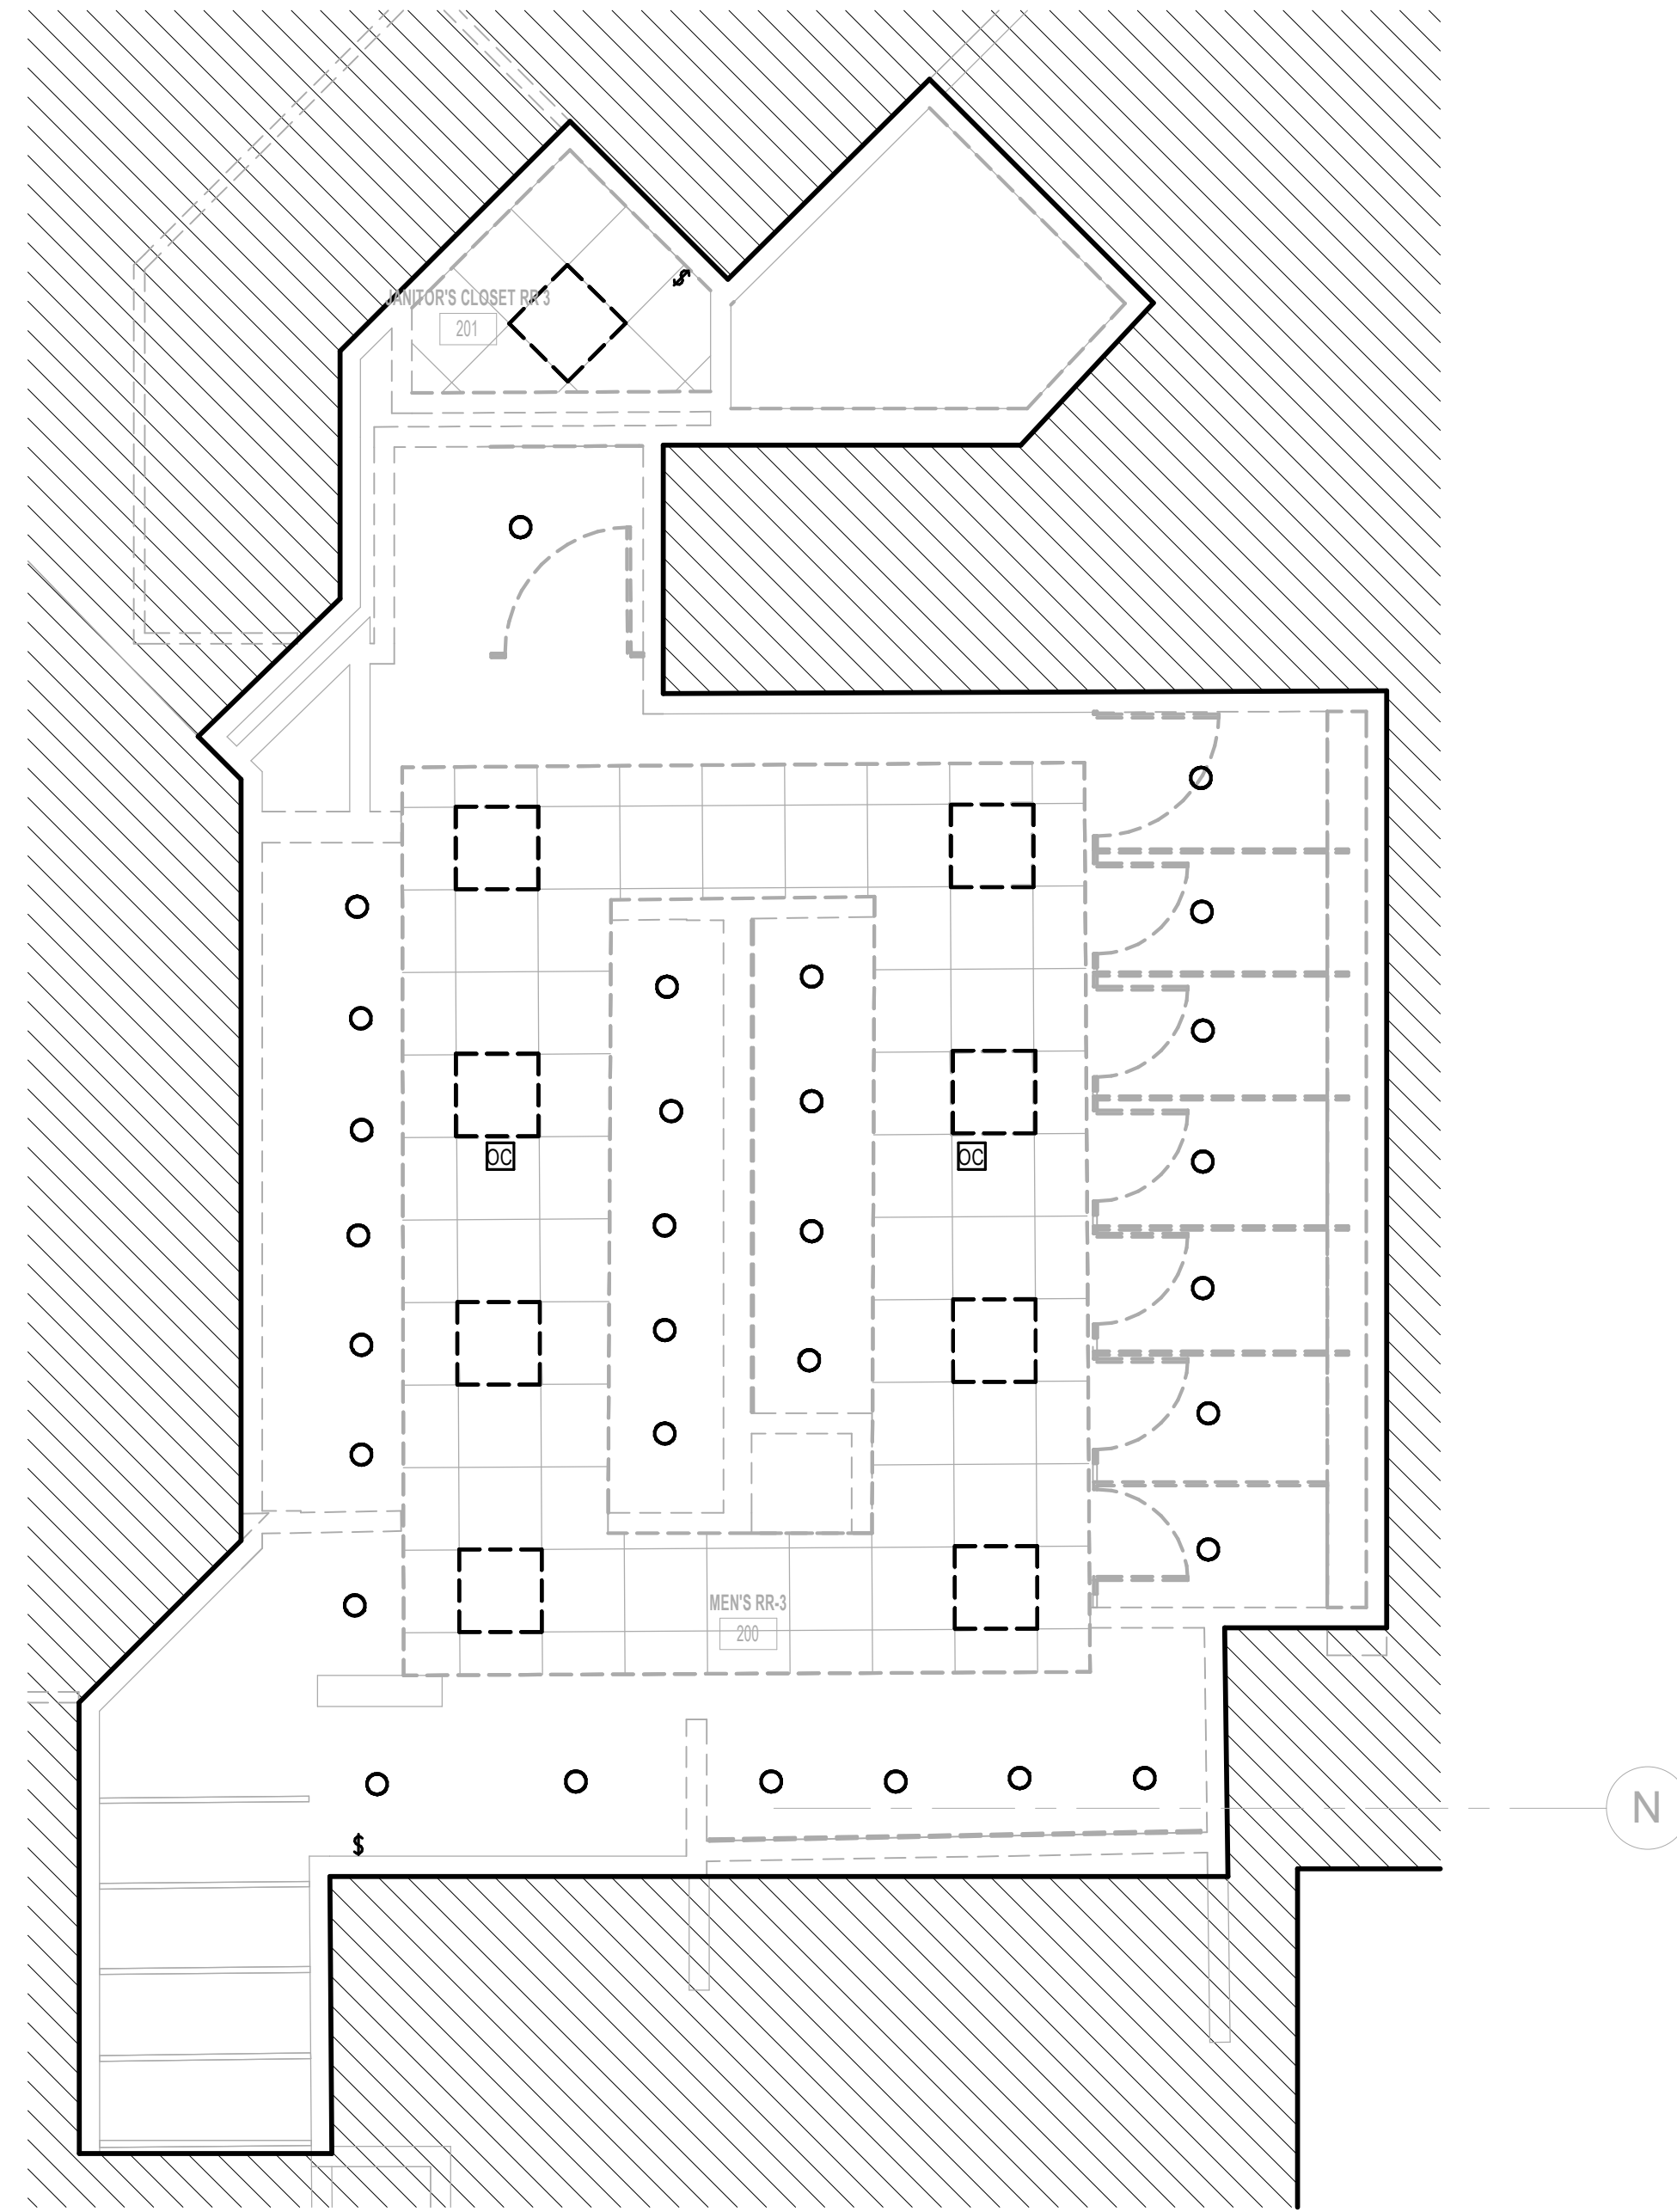 JANITOR'S CLOSET RR 3
201
$
OC
OC
MEN'S RR-3
200
N
$